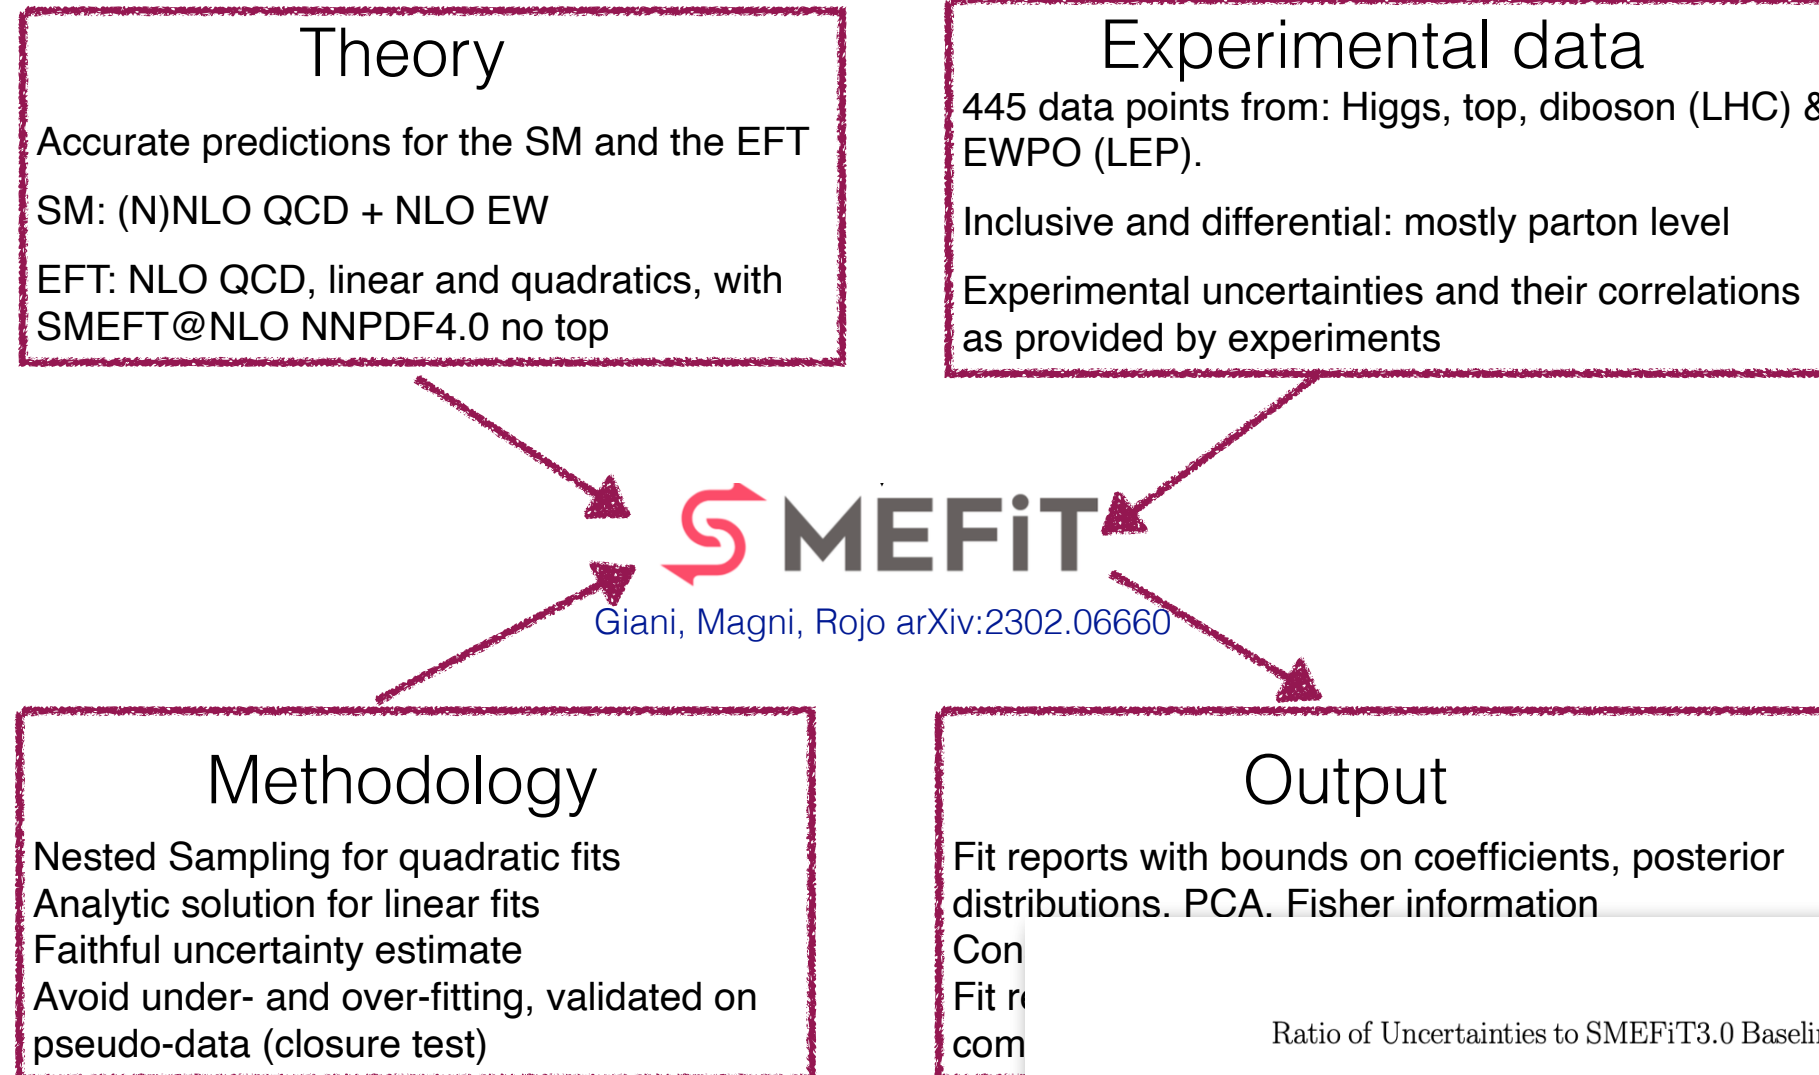 Theory
Accurate predictions for the SM and the EFT
SM: (N)NLO QCD + NLO EW
EFT: NLO QCD, linear and quadratics, with
SMEFT@NLO NNPDF4.0 no top
Experimental data
445 data points from: Higgs, top, diboson (LHC) &
EWPO (LEP).
Inclusive and differential: mostly parton level
Experimental uncertainties and their correlations
as provided by experiments
SMEFiT
Giani, Magni, Rojo arXiv:2302.06660
Methodology
Nested Sampling for quadratic fits
Analytic solution for linear fits
Faithful uncertainty estimate
Avoid under- and over-fitting, validated on
pseudo-data (closure test)
Output
Fit reports with bounds on coefficients, posterior
distributions, PCA, Fisher information
Con
Fit
com
Ratio of Uncertainties to SMEFiT3.0